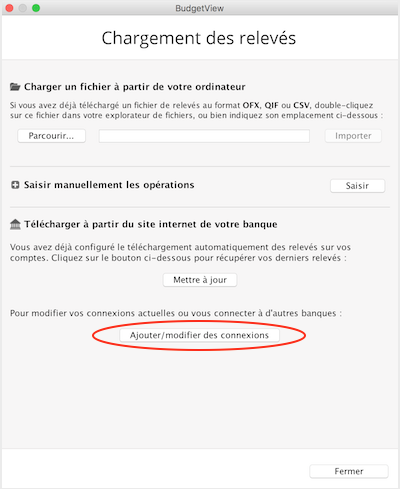 BudgetView
Chargement des relevés
Charger un fichier à partir de votre ordinateur
Si vous avez déjà téléchargé un fichier de relevés au format OFX, QIF ou CSV, double-cliquez
sur ce fichier dans votre explorateur de fichiers, ou bien indiquez son emplacement ci-dessous :
Parcourir... Importer
Saisir manuellement les opérations Saisir
Télécharger à partir du site internet de votre banque
Vous avez déjà configuré le téléchargement automatiquement des relevés sur vos
comptes. Cliquez sur le bouton ci-dessous pour récupérer vos derniers relevés :
Mettre à jour
Pour modifier vos connexions actuelles ou vous connecter à d'autres banques :
Ajouter/modifier des connexions
Fermer